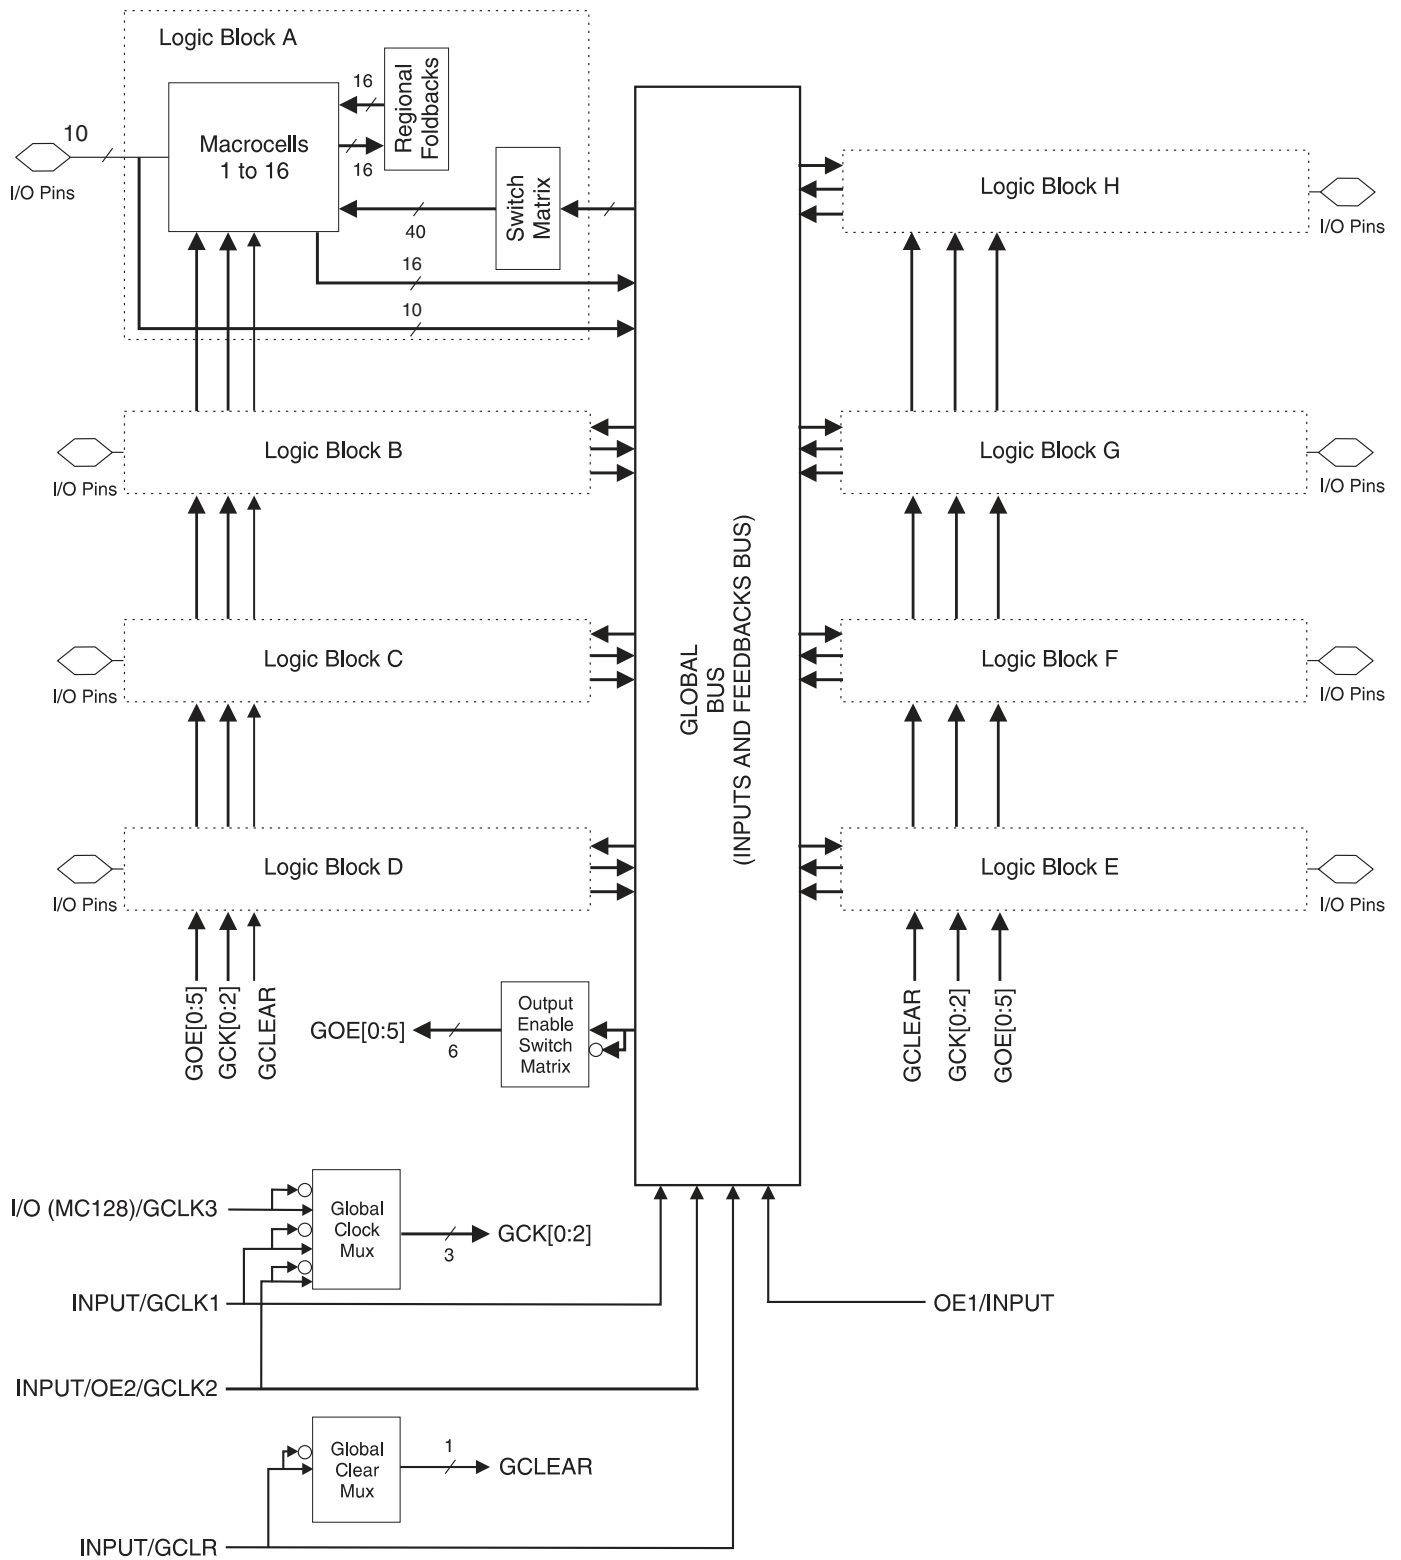 Logic Block A
Regional
Foldbacks
16
16
Macrocells
1 to 16
10
I/O Pins
Switch
Matrix
40
16
10
Logic Block H
I/O Pins
Logic Block B
I/O Pins
Logic Block G
I/O Pins
GLOBAL
BUS
(INPUTS AND FEEDBACKS BUS)
Logic Block C
I/O Pins
Logic Block F
I/O Pins
Logic Block D
I/O Pins
Logic Block E
I/O Pins
GOE[0:5]
GCK[0:2]
GCLEAR
GOE[0:5]
6
Output
Enable
Switch
Matrix
GCLEAR
GCK[0:2]
GOE[0:5]
I/O (MC128)/GCLK3
Global
Clock
Mux
3
GCK[0:2]
INPUT/GCLK1
OE1/INPUT
INPUT/OE2/GCLK2
Global
Clear
Mux
1
GCLEAR
INPUT/GCLR